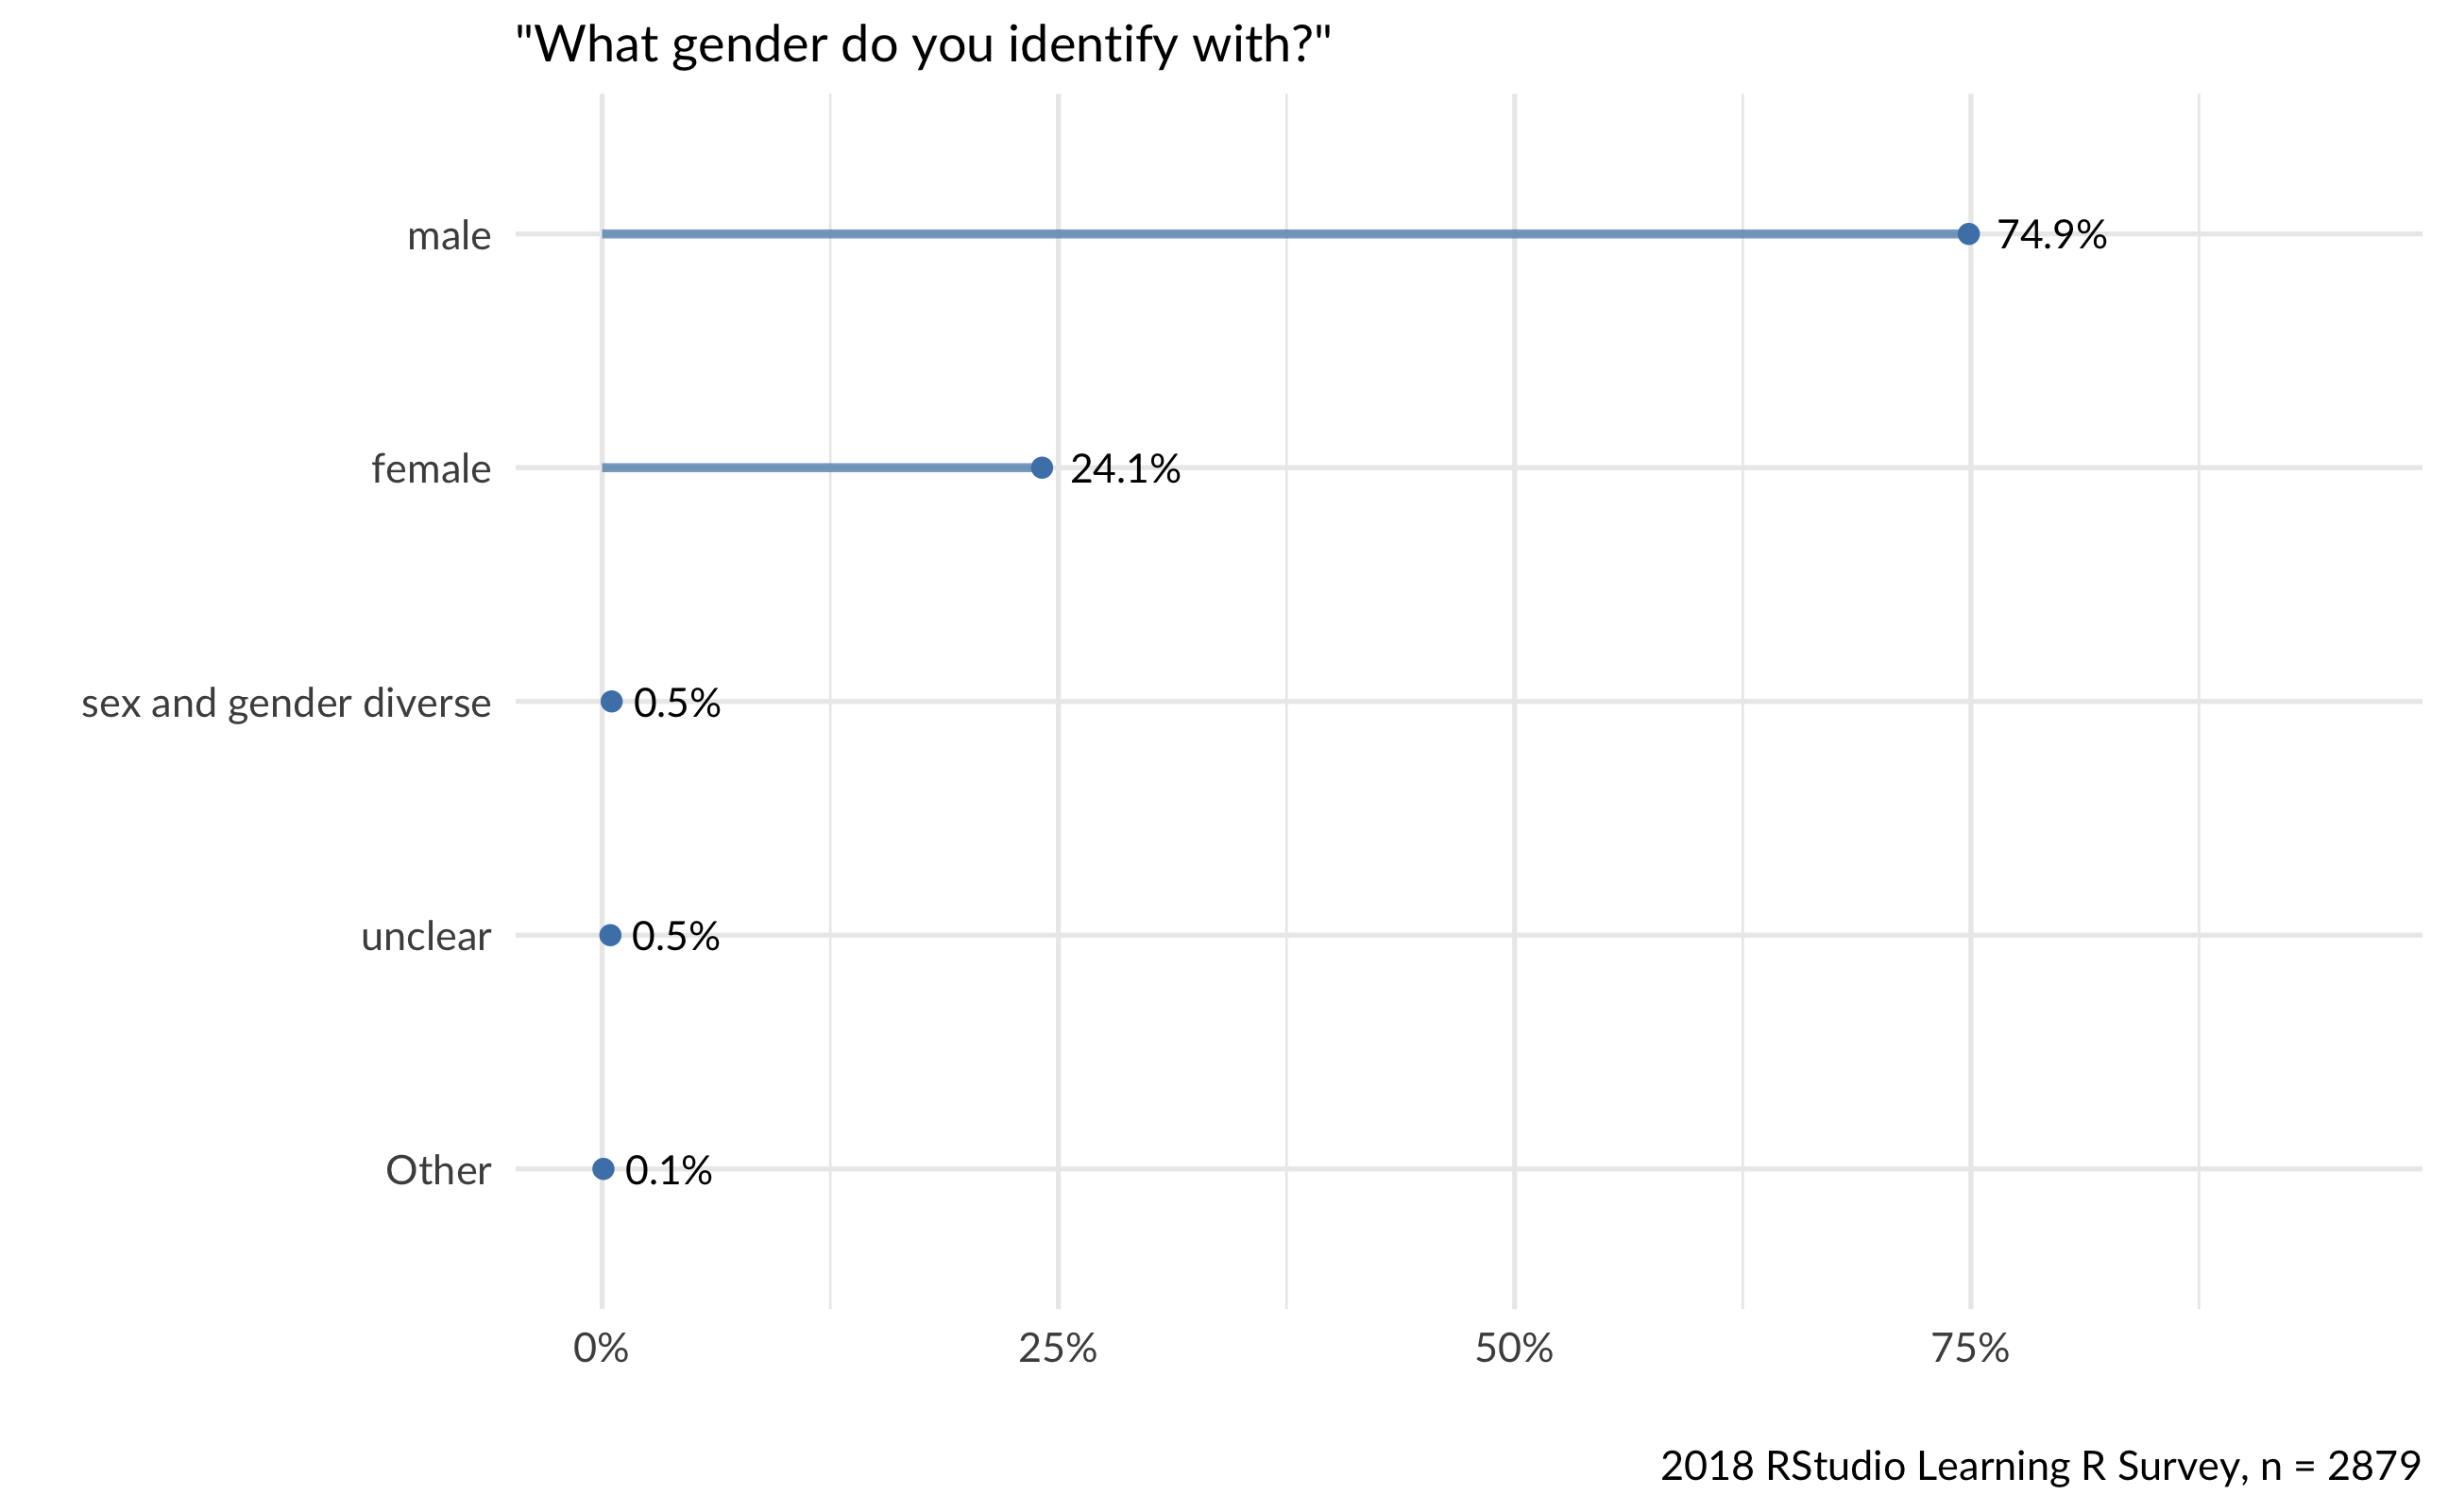 "What gender do you identify with?"
male 74.9%
female 24.1%
sex and gender diverse 0.5%
unclear 0.5%
Other 0.1%
0% 25% 50% 75%
2018 RStudio Learning R Survey, n = 2879